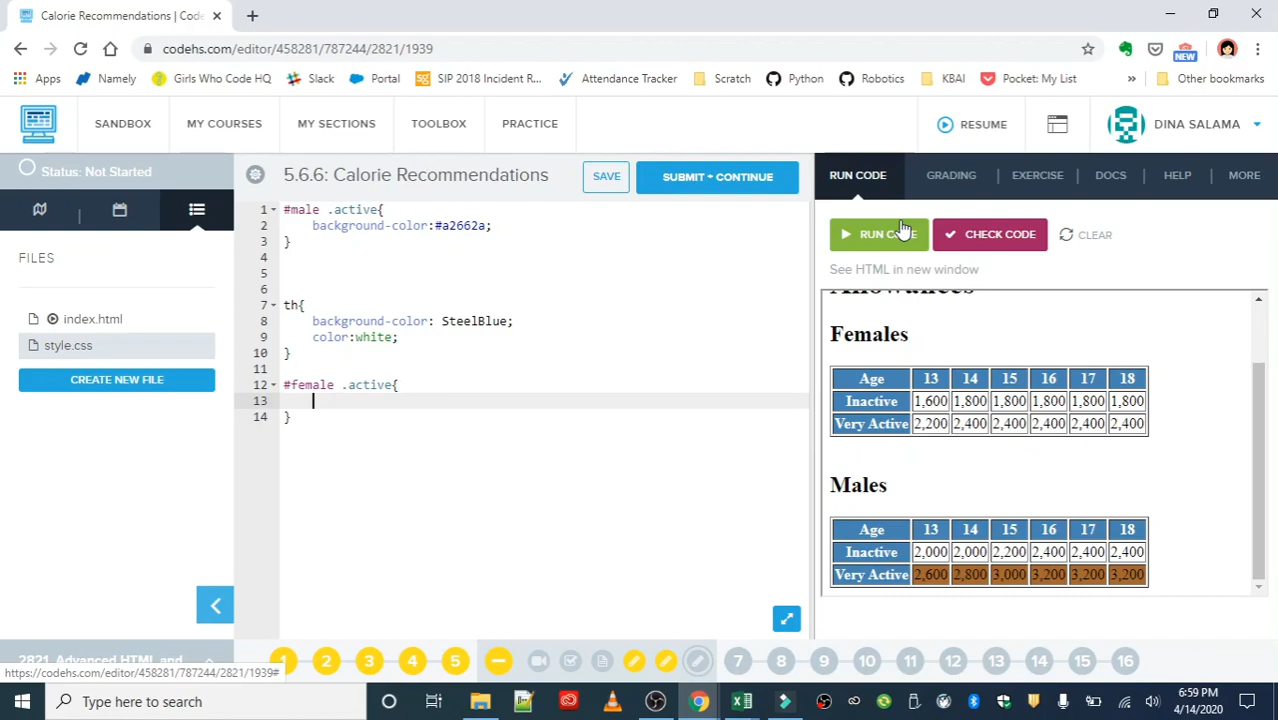 Calorie Recommendations | Code
codehs.com/editor/458281/787244/2821/1939
NEW
Apps Namely Girls Who Code HQ Slack Portal SIP 2018 Incident R... Attendance Tracker Scratch Python Robotics KBAI Pocket: My List » Other bookmarks
SANDBOX MY COURSES MY SECTIONS TOOLBOX PRACTICE RESUME DINA SALAMA
Status: Not Started
5.6.6: Calorie Recommendations SAVE SUBMIT + CONTINUE
RUN CODE GRADING EXERCISE DOCS HELP MORE
FILES
index.html
style.css
CREATE NEW FILE
1 #male .active{
2 background-color:#a2662a;
3 }
4
5
6
7 th{
8 background-color: SteelBlue;
9 color:white;
10 }
11
12 #female .active{
13
14 }
RUN CODE CHECK CODE CLEAR
See HTML in new window
Allowances
Females
Age 13 14 15 16 17 18
Inactive 1,600 1,800 1,800 1,800 1,800 1,800
Very Active 2,200 2,400 2,400 2,400 2,400 2,400
Males
Age 13 14 15 16 17 18
Inactive 2,000 2,000 2,200 2,400 2,400 2,400
Very Active 2,600 2,800 3,000 3,200 3,200 3,200
2821. Advanced HTML and
1 2 3 4 5 7 8 9 10 11 12 13 14 15 16
https://codehs.com/editor/458281/787244/2821/1939#
Type here to search
6:59 PM
4/14/2020